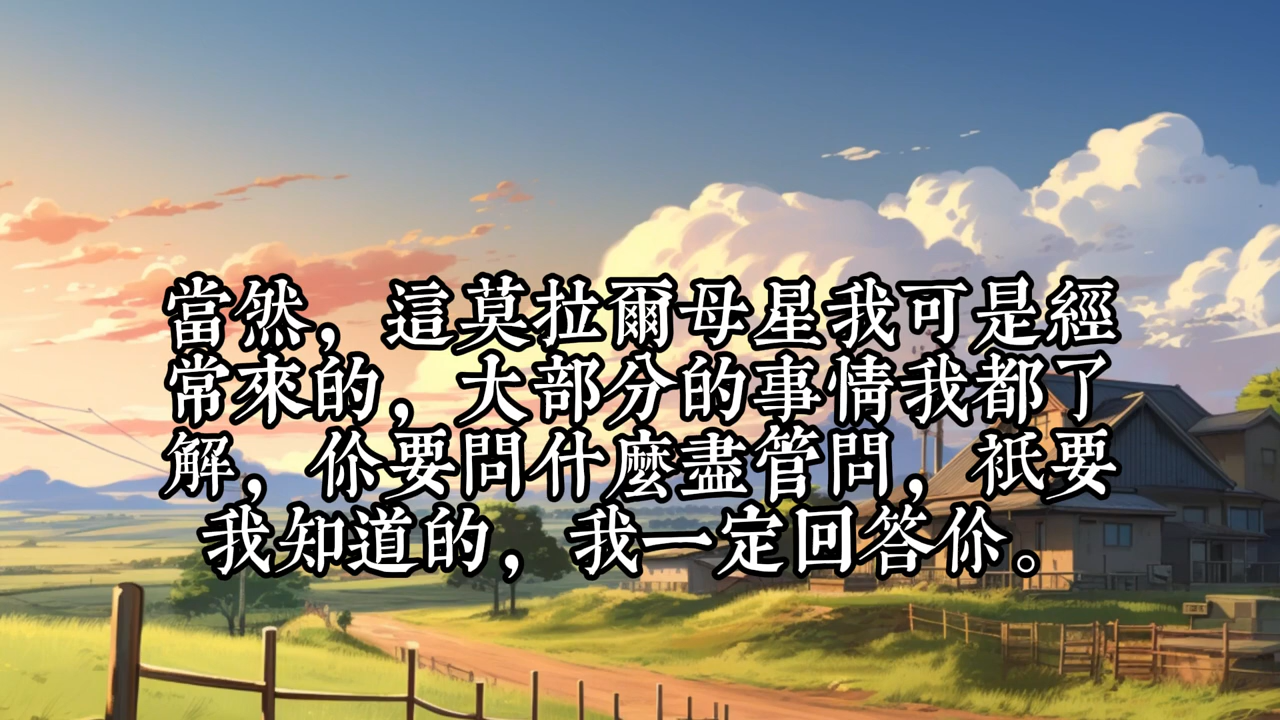 當然，這莫拉爾母星我可是經
常來的，大部分的事情我都了
解，你要問什麼盡管問，祇要
我知道的，我一定回答你。